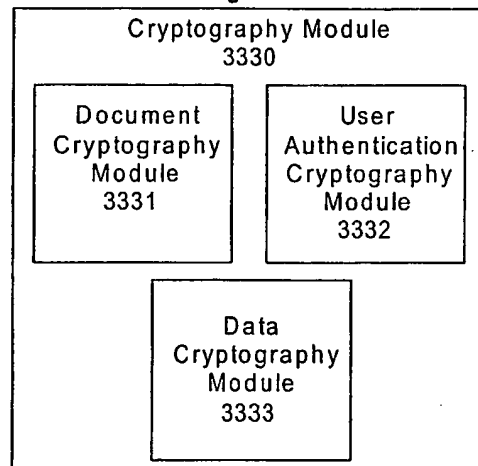 Cryptography Module
3330
Document
Cryptography
Module
3331
User
Authentication
Cryptography
Module
3332
Data
Cryptography
Module
3333